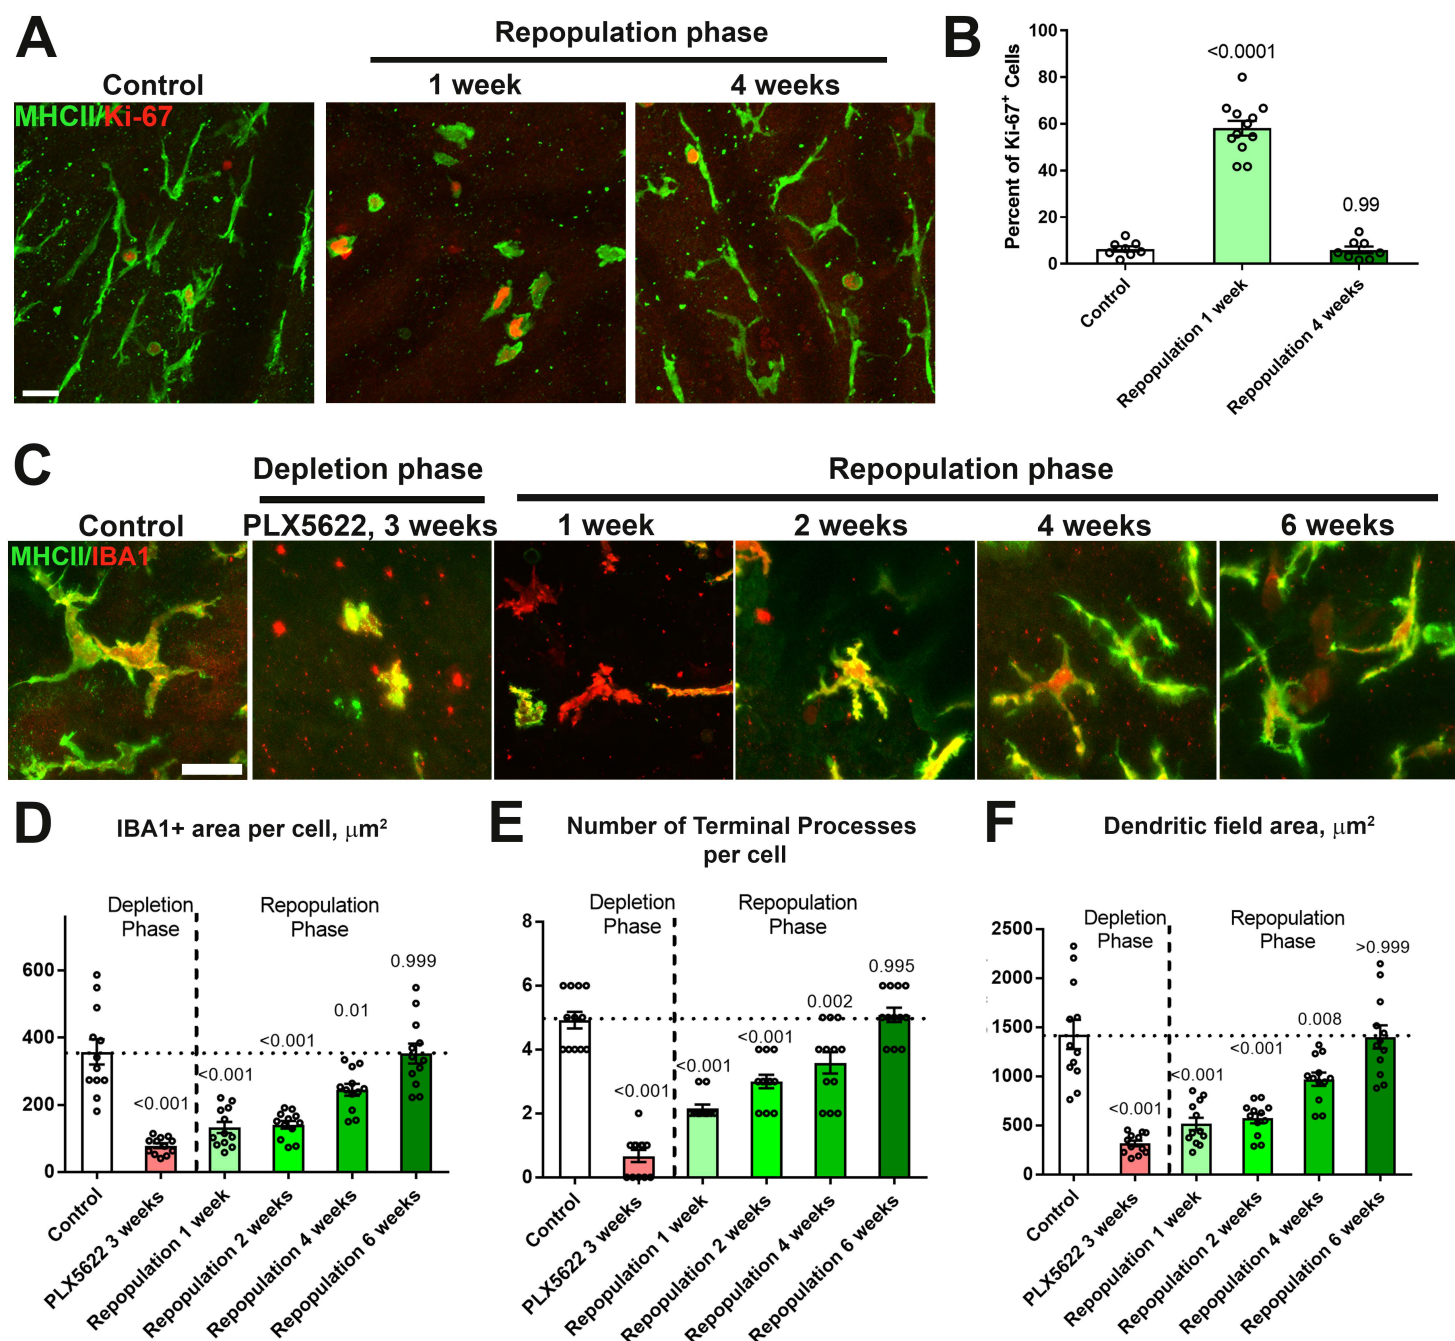 A
Repopulation phase
Control
1 week
4 weeks
MHCII/Ki-67
B
Percent of Ki-67+ Cells
100
80
60
40
20
0
<0.0001
0.99
Control
Repopulation 1 week
Repopulation 4 weeks
C
Depletion phase
Repopulation phase
Control
PLX5622, 3 weeks
1 week
2 weeks
4 weeks
6 weeks
MHCII/IBA1
D
IBA1+ area per cell, μm²
Depletion
Phase
Repopulation
Phase
600
400
200
0
<0.001
<0.001
<0.001
0.01
0.999
Control
PLX5622 3 weeks
Repopulation 1 week
Repopulation 2 weeks
Repopulation 4 weeks
Repopulation 6 weeks
E
Number of Terminal Processes
per cell
Depletion
Phase
Repopulation
Phase
8
6
4
2
0
<0.001
<0.001
<0.001
0.002
0.995
Control
PLX5622 3 weeks
Repopulation 1 week
Repopulation 2 weeks
Repopulation 4 weeks
Repopulation 6 weeks
F
Dendritic field area, μm²
Depletion
Phase
Repopulation
Phase
2500
2000
1500
1000
500
0
<0.001
<0.001
<0.001
0.008
>0.999
Control
PLX5622 3 weeks
Repopulation 1 week
Repopulation 2 weeks
Repopulation 4 weeks
Repopulation 6 weeks